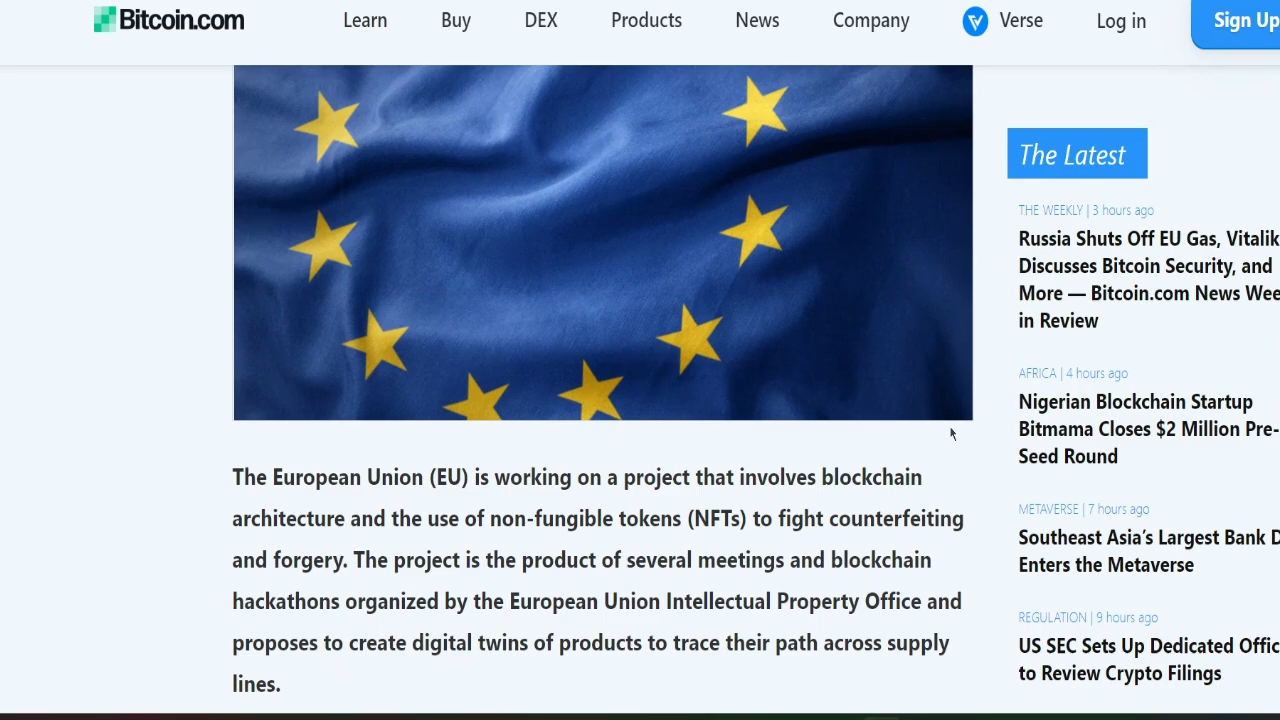 Bitcoin.com
Learn
Buy
DEX
Products
News
Company
Verse
Log in
Sign Up
The European Union (EU) is working on a project that involves blockchain
architecture and the use of non-fungible tokens (NFTs) to fight counterfeiting
and forgery. The project is the product of several meetings and blockchain
hackathons organized by the European Union Intellectual Property Office and
proposes to create digital twins of products to trace their path across supply
lines.
The Latest
THE WEEKLY | 3 hours ago
Russia Shuts Off EU Gas, Vitalik
Discusses Bitcoin Security, and
More — Bitcoin.com News
in Review
AFRICA | 4 hours ago
Nigerian Blockchain Startup
Bitmama Closes $2 Million Pre-
Seed Round
METAVERSE | 7 hours ago
Southeast Asia's Largest Bank
Enters the Metaverse
REGULATION | 9 hours ago
US SEC Sets Up Dedicated
to Review Crypto Filings